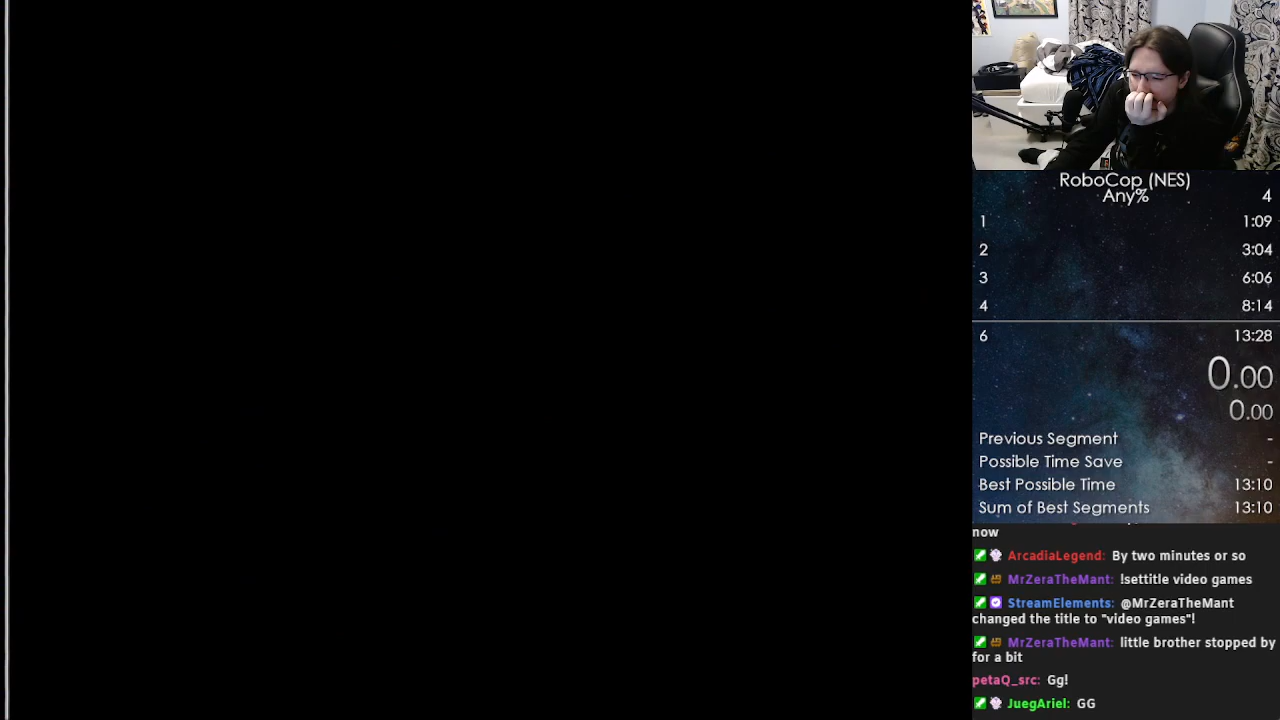 RoboCop (NES)
Any%
4
1 1:09
2 3:04
3 6:06
4 8:14
6 13:28
0.00
0.00
Previous Segment -
Possible Time Save -
Best Possible Time 13:10
Sum of Best Segments 13:10
now
ArcadiaLegend: By two minutes or so
MrZeraTheMant: !settitle video games
StreamElements: @MrZeraTheMant
changed the title to "video games"!
MrZeraTheMant: little brother stopped by
for a bit
petaQ_src: Gg!
JuegAriel: GG